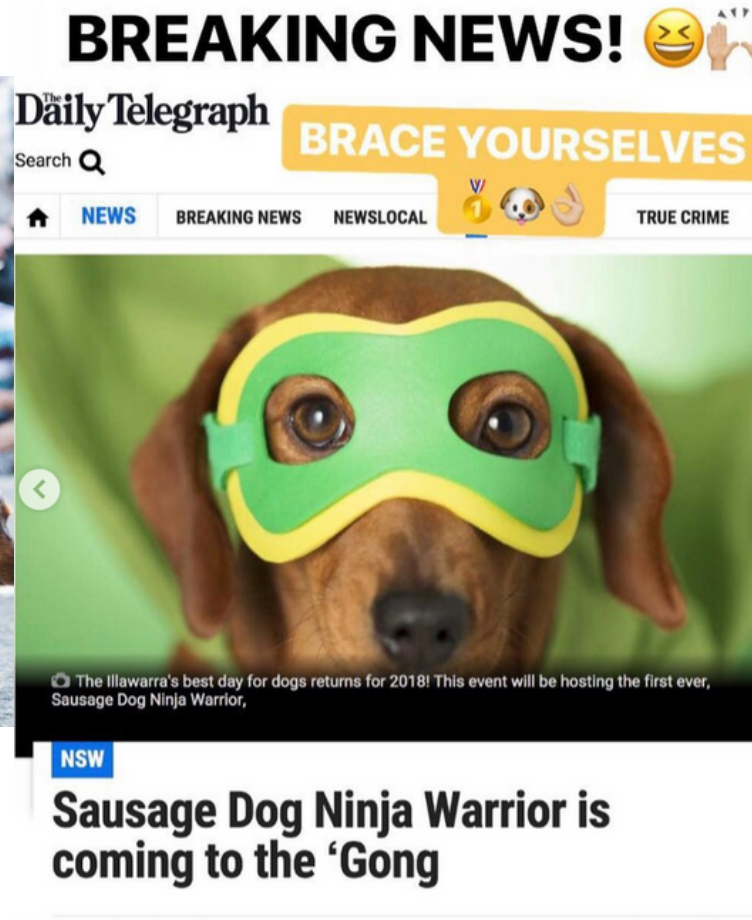 BREAKING NEWS!
The Daily Telegraph
BRACE YOURSELVES
Search
1
NEWS
BREAKING NEWS
NEWSLOCAL
TRUE CRIME
The Illawarra's best day for dogs returns for 2018! This event will be hosting the first ever,
Sausage Dog Ninja Warrior,
NSW
Sausage Dog Ninja Warrior is
coming to the ‘Gong